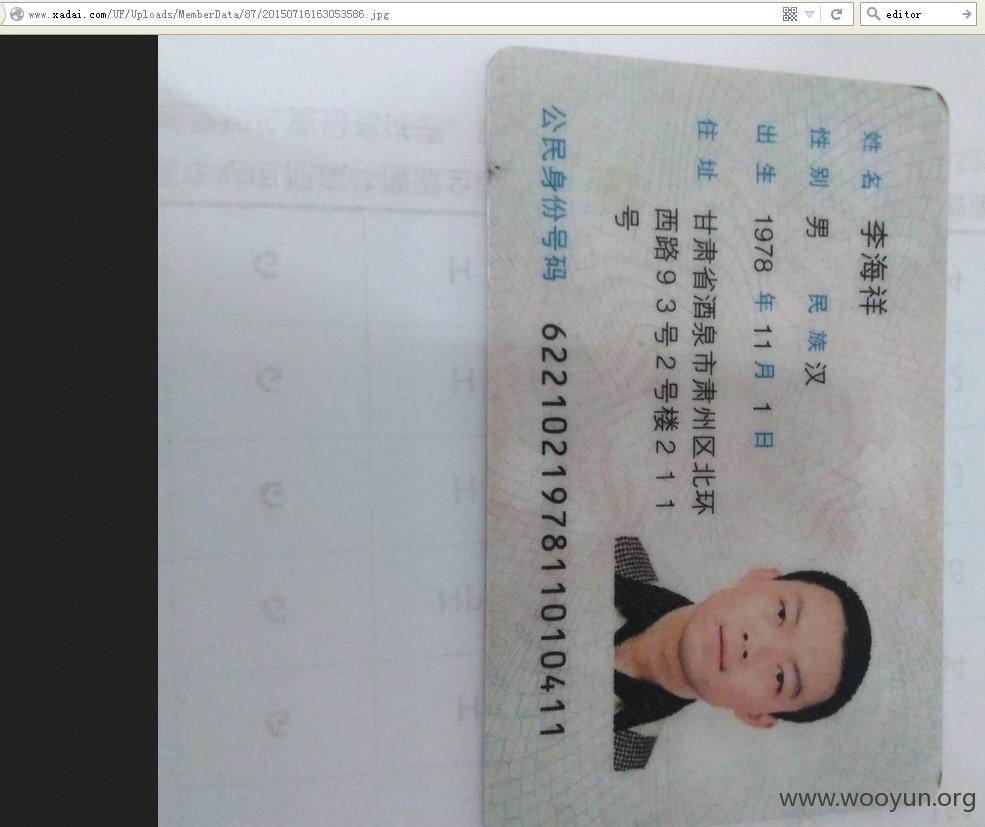 www.xadai.com/UF/Uploads/MemberData/87/20150716163053586.jpg
editor
姓名 李海祥
性别 男 民族 汉
出生 1978 年 11 月 1 日
住址 甘肃省酒泉市肃州区北环
西路93号2号楼211
号
公民身份号码 622102197811010411
www.wooyun.org